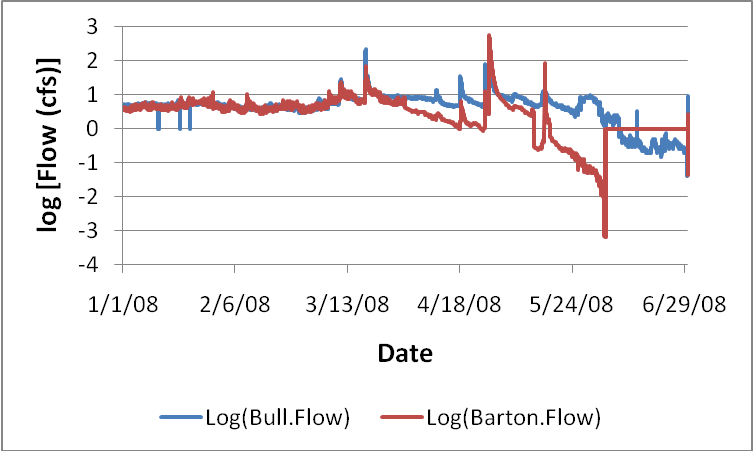 log [Flow (cfs)]
3
2
1
0
-1
-2
-3
-4
1/1/08 2/6/08 3/13/08 4/18/08 5/24/08 6/29/08
Date
Log(Bull.Flow) Log(Barton.Flow)